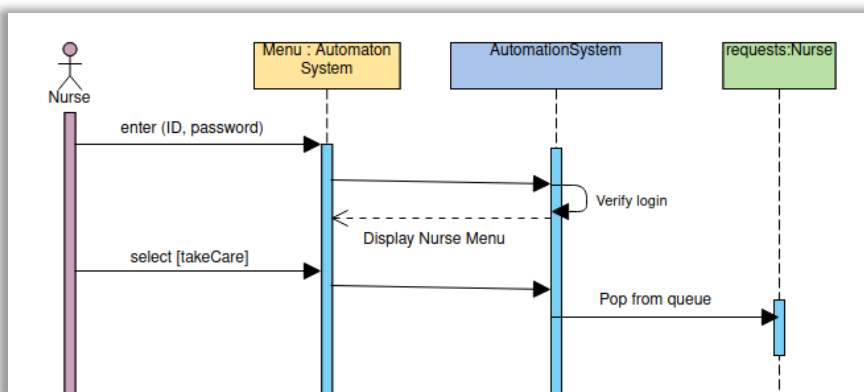 Menu : Automaton
System
AutomationSystem
requests:Nurse
Nurse
enter (ID, password)
Verify login
Display Nurse Menu
select [takeCare]
Pop from queue